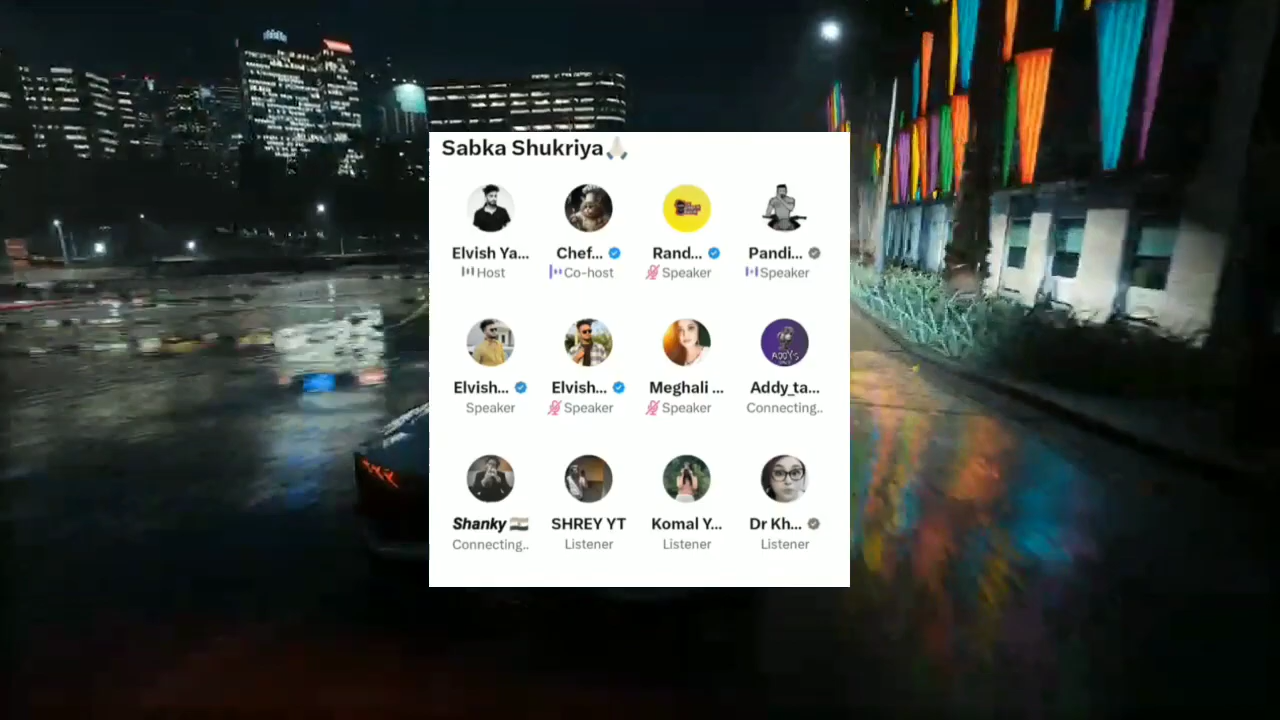 Sabka Shukriya🙏🏻
Elvish Ya... Chef... Rand... Pandi...
Host Co-host Speaker Speaker
Elvish... Elvish... Meghali ... Addy_ta...
Speaker Speaker Speaker Connecting..
ADDYS
Shanky 🇮🇳 SHREY YT Komal Y... Dr Kh...
Connecting.. Listener Listener Listener